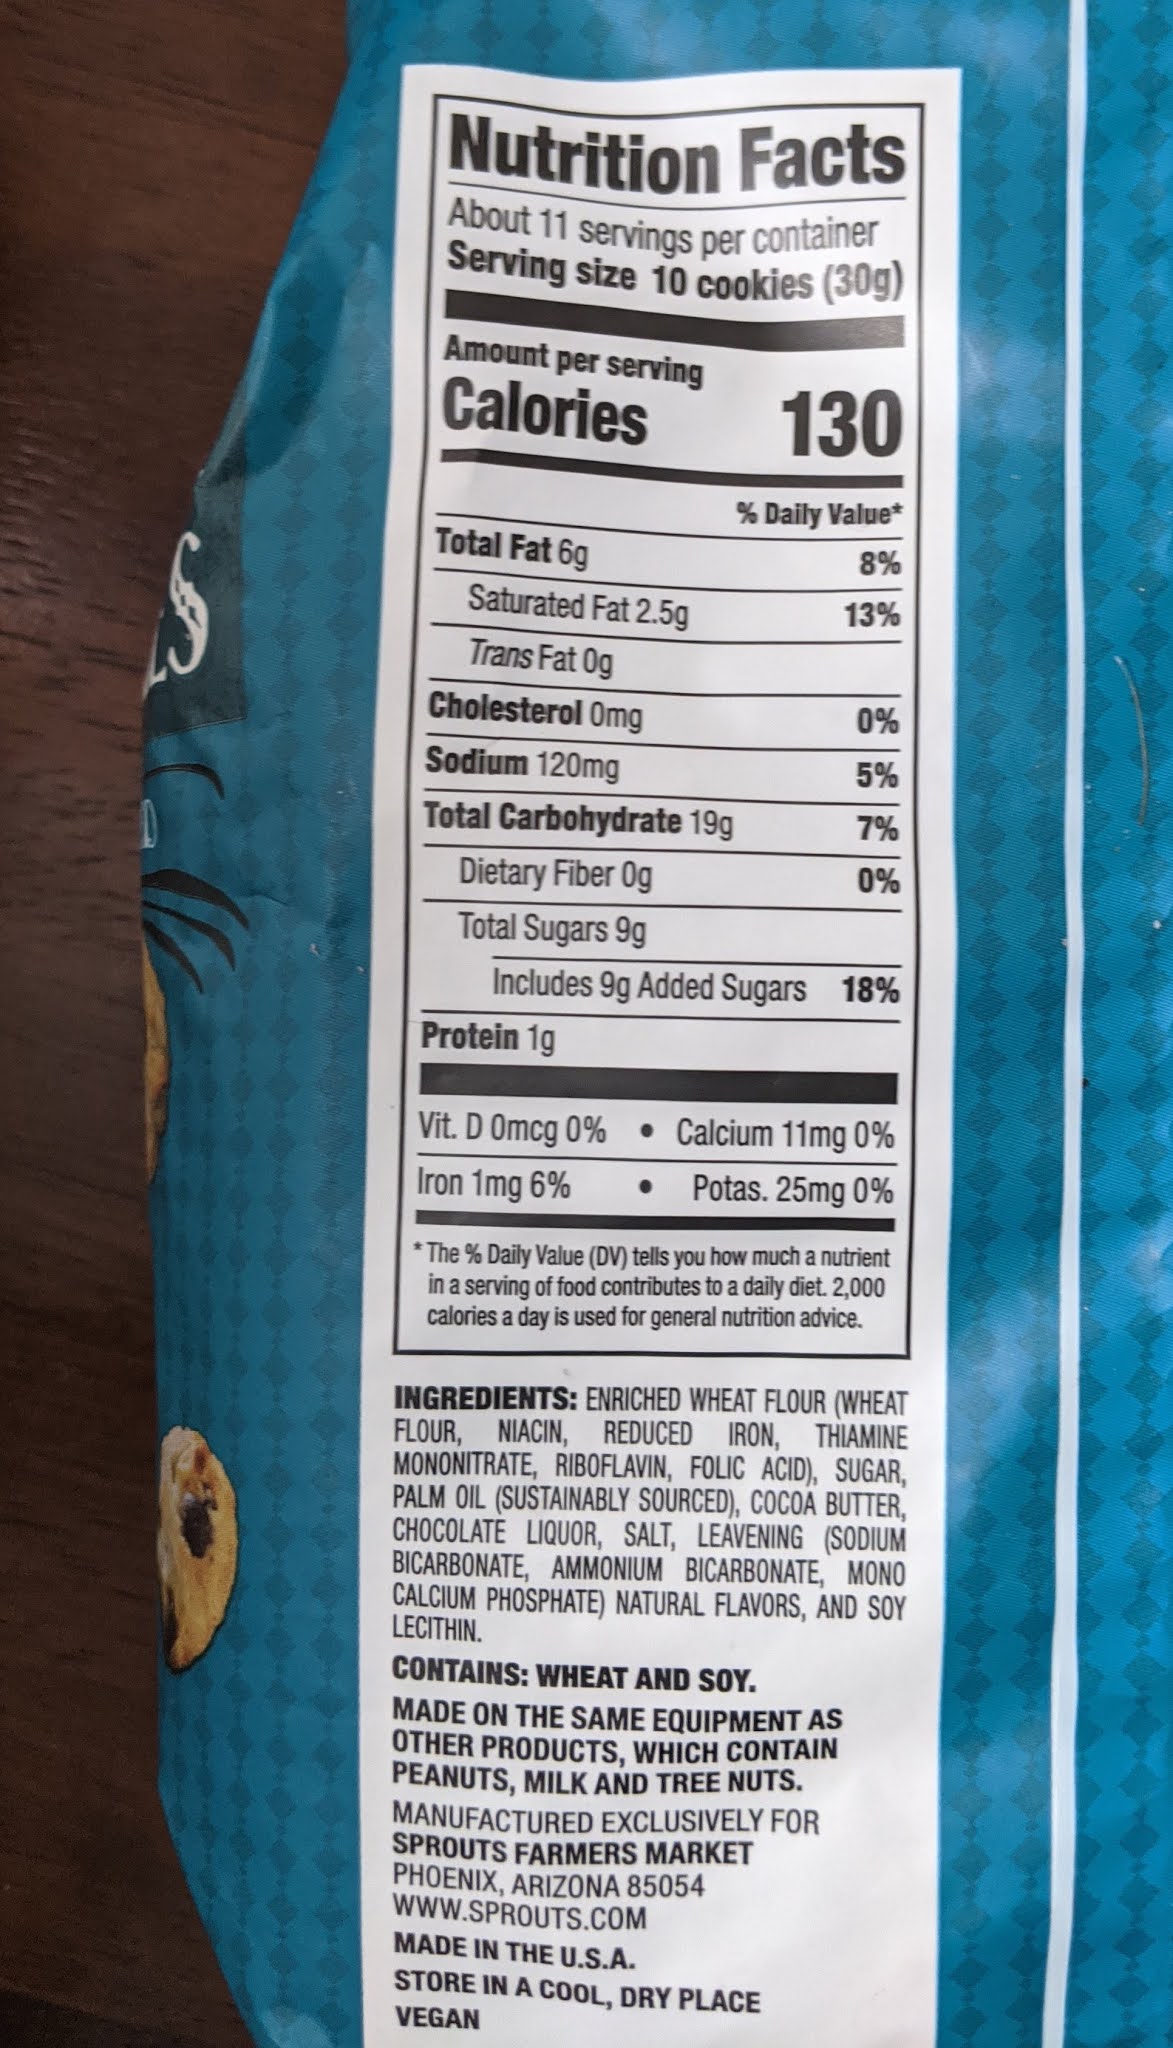 Nutrition Facts
About 11 servings per container
Serving size 10 cookies (30g)
Amount per serving
Calories 130
% Daily Value*
Total Fat 6g 8%
Saturated Fat 2.5g 13%
Trans Fat 0g
Cholesterol 0mg 0%
Sodium 120mg 5%
Total Carbohydrate 19g 7%
Dietary Fiber 0g 0%
Total Sugars 9g
Includes 9g Added Sugars 18%
Protein 1g
Vit. D 0mcg 0% • Calcium 11mg 0%
Iron 1mg 6% • Potas. 25mg 0%
* The % Daily Value (DV) tells you how much a nutrient
in a serving of food contributes to a daily diet. 2,000
calories a day is used for general nutrition advice.
INGREDIENTS: ENRICHED WHEAT FLOUR (WHEAT
FLOUR, NIACIN, REDUCED IRON, THIAMINE
MONONITRATE, RIBOFLAVIN, FOLIC ACID), SUGAR,
PALM OIL (SUSTAINABLY SOURCED), COCOA BUTTER,
CHOCOLATE LIQUOR, SALT, LEAVENING (SODIUM
BICARBONATE, AMMONIUM BICARBONATE, MONO
CALCIUM PHOSPHATE) NATURAL FLAVORS, AND SOY
LECITHIN.
CONTAINS: WHEAT AND SOY.
MADE ON THE SAME EQUIPMENT AS
OTHER PRODUCTS, WHICH CONTAIN
PEANUTS, MILK AND TREE NUTS.
MANUFACTURED EXCLUSIVELY FOR
SPROUTS FARMERS MARKET
PHOENIX, ARIZONA 85054
WWW.SPROUTS.COM
MADE IN THE U.S.A.
STORE IN A COOL, DRY PLACE
VEGAN